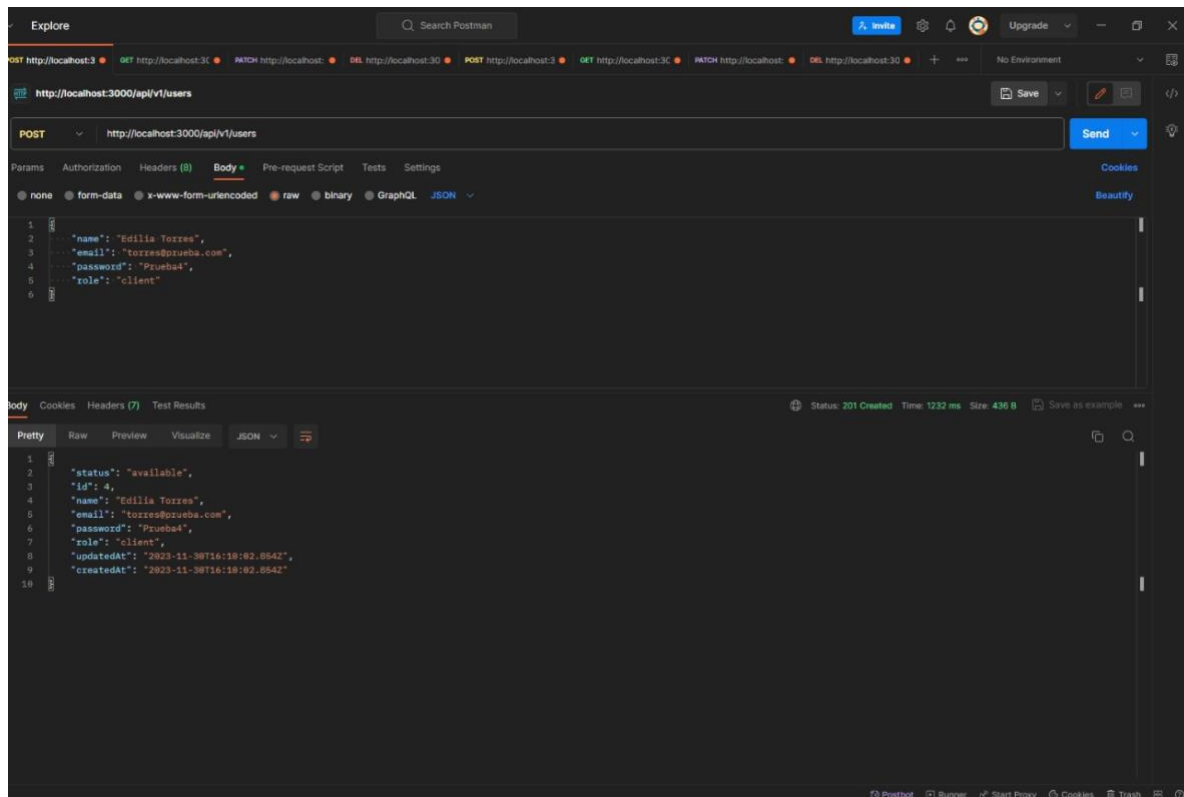 Explore
Search Postman
Invite
Upgrade
POST http://localhost:3
GET http://localhost:30
PATCH http://localhost:
DEL http://localhost:30
POST http://localhost:3
GET http://localhost:30
PATCH http://localhost:
DEL http://localhost:30
No Environment
http://localhost:3000/api/v1/users
Save
POST http://localhost:3000/api/v1/users
Send
Params Authorization Headers (8) Body Pre-request Script Tests Settings
Cookies
none form-data x-www-form-urlencoded raw binary GraphQL JSON
Beautify
1 {
2 "name": "Edilia Torres",
3 "email": "torres@prueba.com",
4 "password": "Prueba4",
5 "role": "client"
6 }
Body Cookies Headers (7) Test Results
Status: 201 Created Time: 1232 ms Size: 436 B Save as example
Pretty Raw Preview Visualize JSON
1 {
2 "status": "available",
3 "id": 4,
4 "name": "Edilia Torres",
5 "email": "torres@prueba.com",
6 "password": "Prueba4",
7 "role": "client",
8 "updatedAt": "2023-11-30T16:10:02.854Z",
9 "createdAt": "2023-11-30T16:10:02.854Z"
10 }
Postbot Runner Start Proxy Cookies Trash